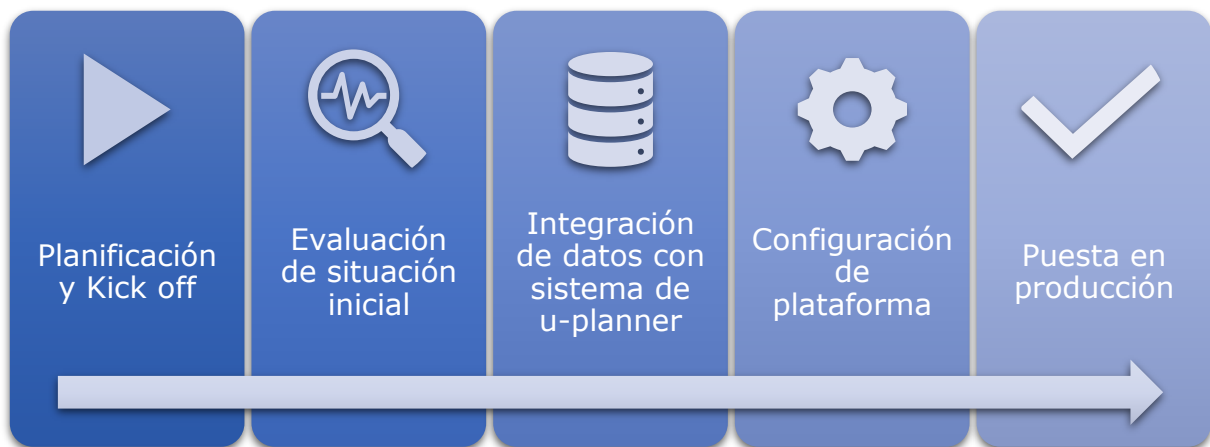 Planificación
y Kick off
Evaluación
de situación
inicial
Integración
de datos con
sistema de
u-planner
Configuración
de
plataforma
Puesta en
producción